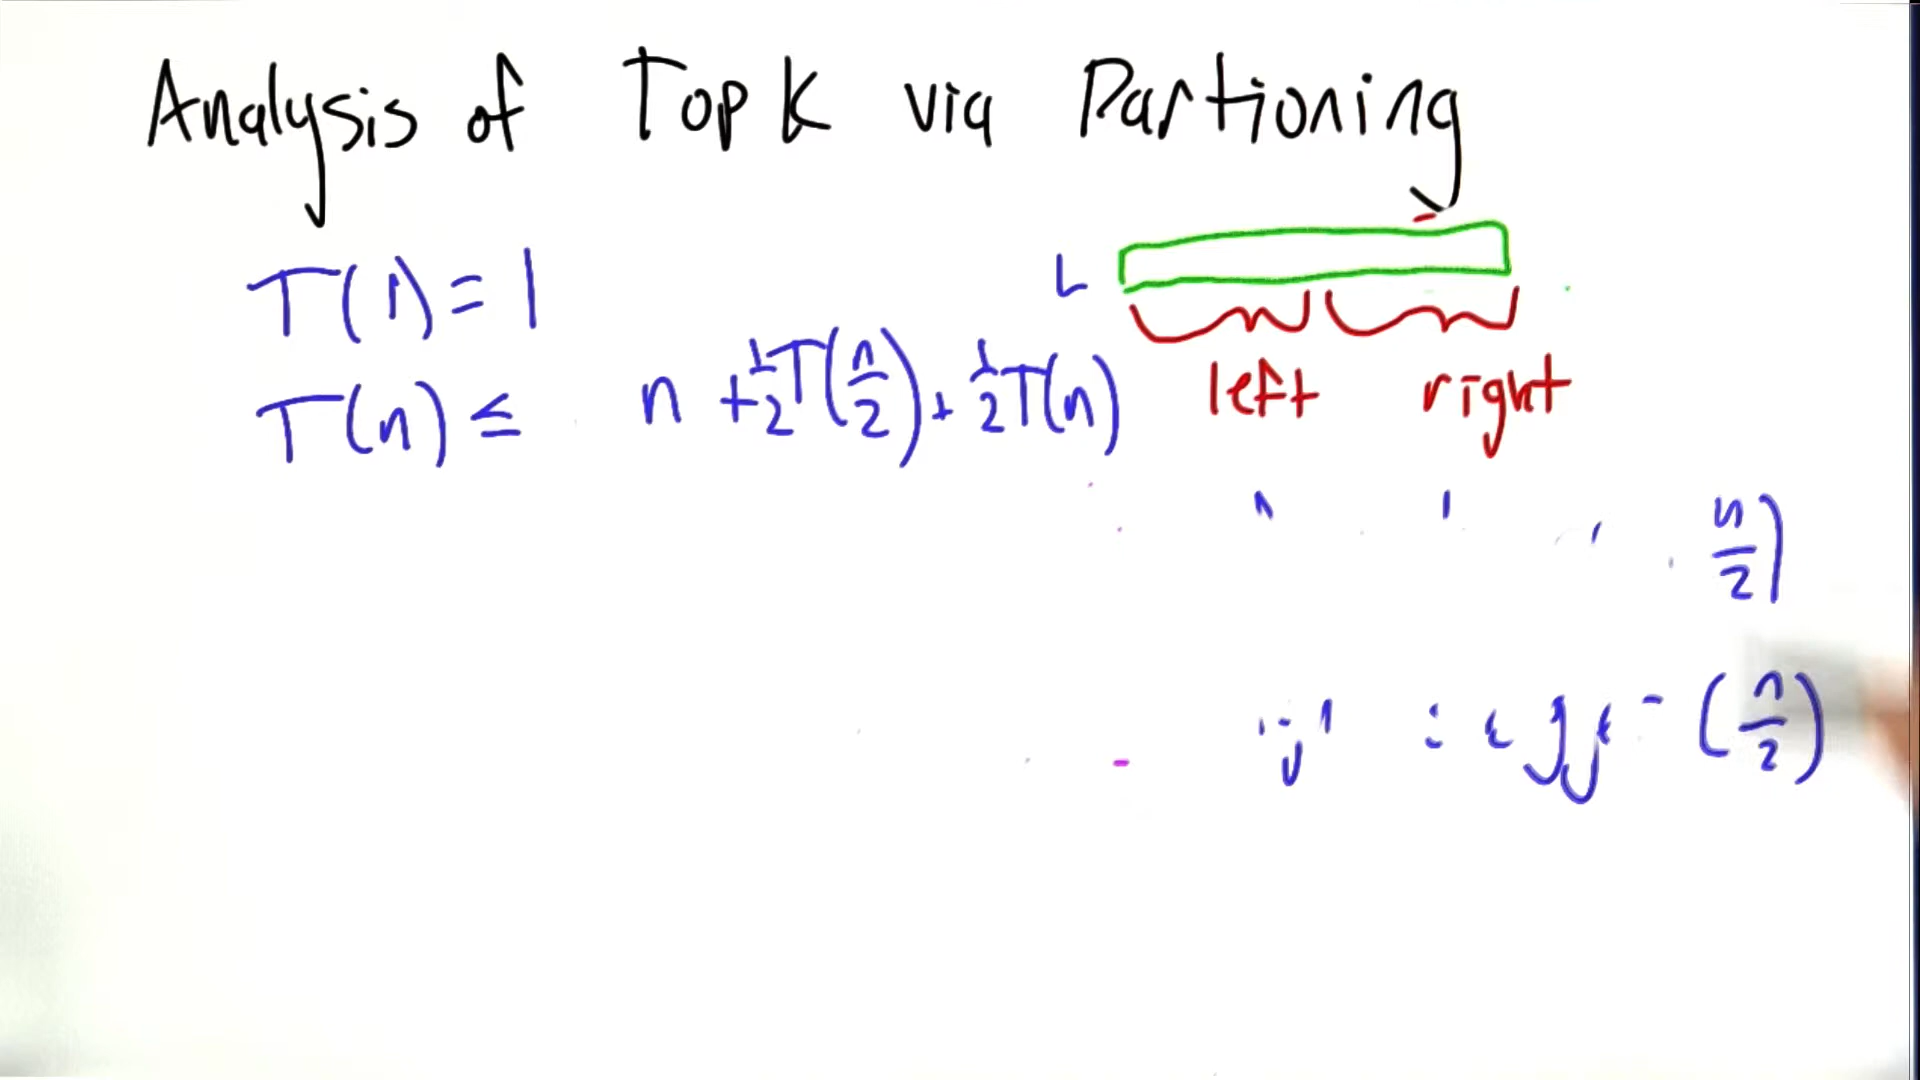 Analysis of Top K via Partioning
T(1) = 1
L
T(n) ≤ n + 1/2 T(n/2) + 1/2 T(n)
left right
n/2)
(n/2)